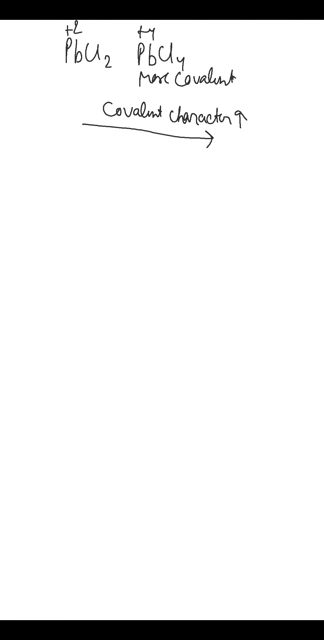 +2 +4
PbCl2 PbCl4
More Covalent
Covalent character ↑